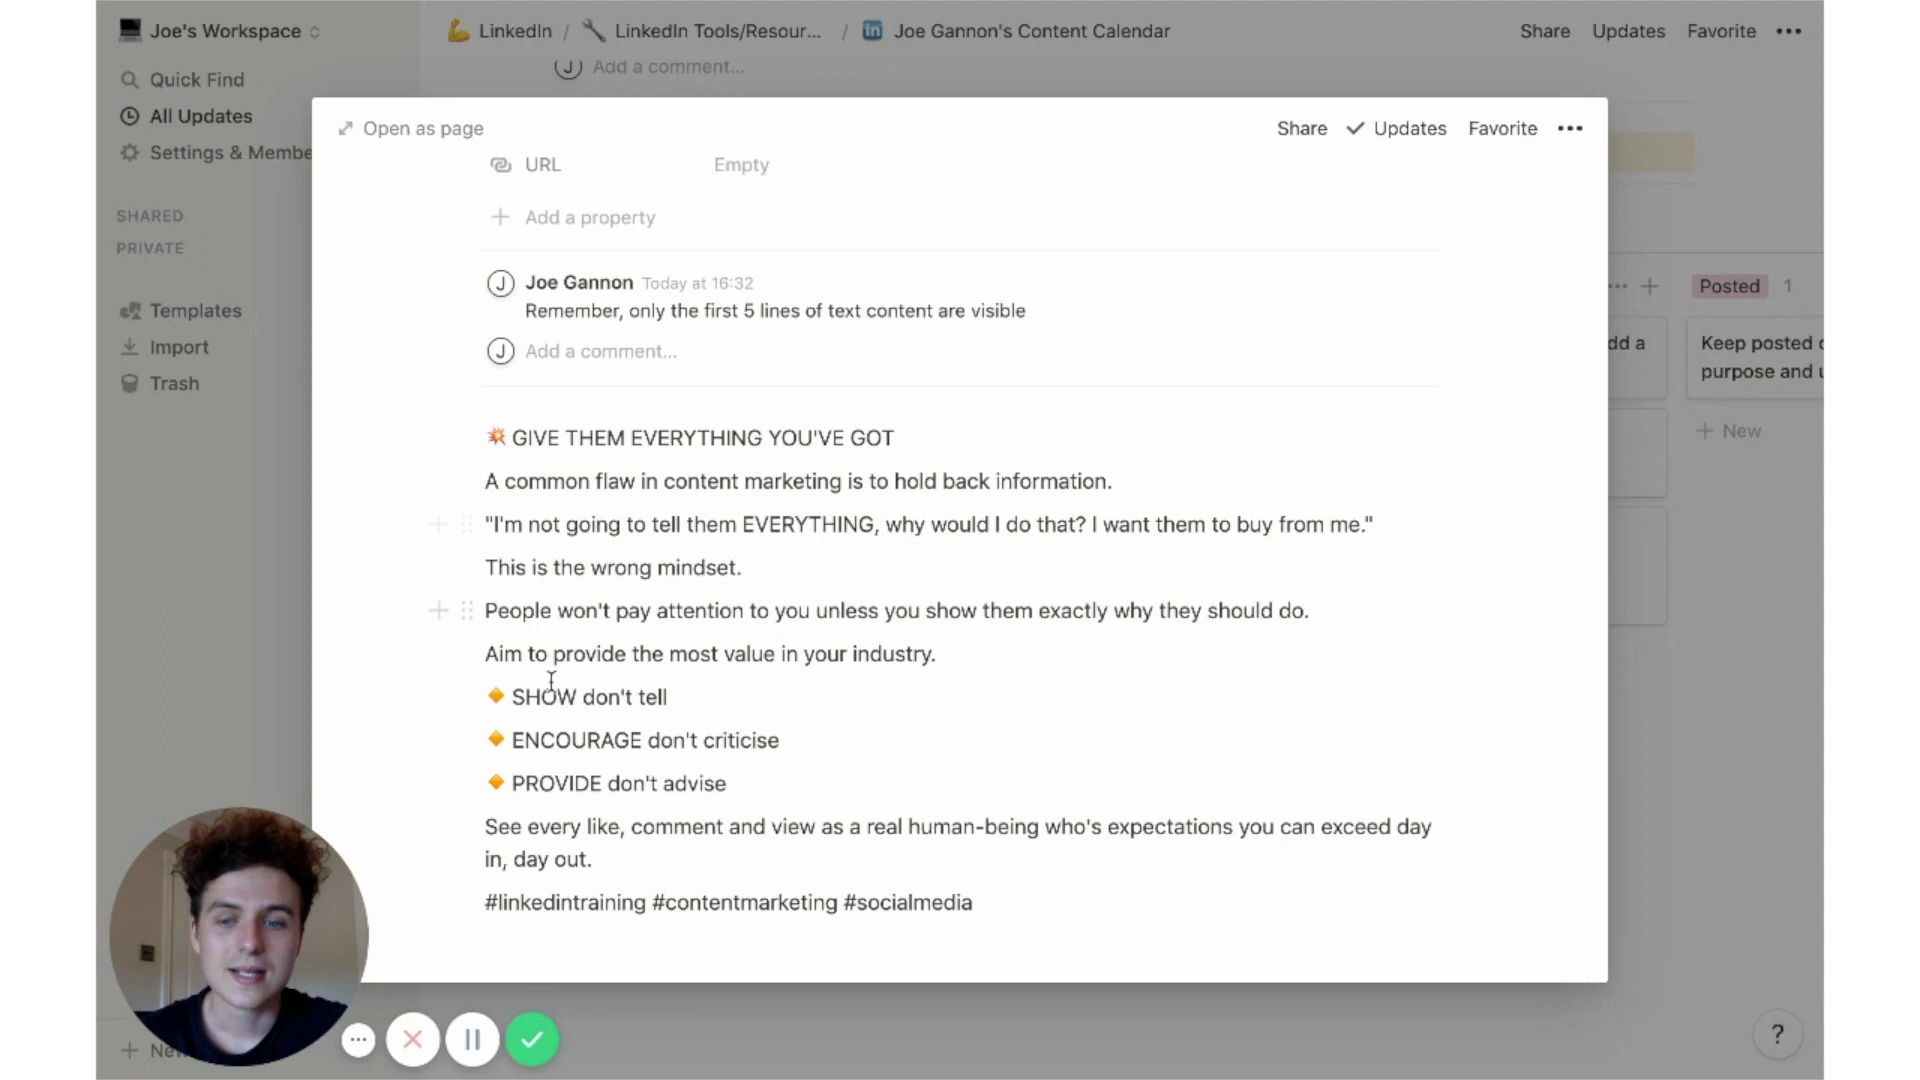 Joe's Workspace
LinkedIn / LinkedIn Tools/Resour... / in Joe Gannon's Content Calendar
Share Updates Favorite
Quick Find
J Add a comment...
All Updates
Settings & Membe
Open as page
Share Updates Favorite
URL Empty
SHARED
Add a property
PRIVATE
J Joe Gannon Today at 16:32
Remember, only the first 5 lines of text content are visible
Posted 1
Templates
Import
J Add a comment...
dd a
Keep posted
purpose and
Trash
New
GIVE THEM EVERYTHING YOU'VE GOT
A common flaw in content marketing is to hold back information.
"I'm not going to tell them EVERYTHING, why would I do that? I want them to buy from me."
This is the wrong mindset.
People won't pay attention to you unless you show them exactly why they should do.
Aim to provide the most value in your industry.
SHOW don't tell
ENCOURAGE don't criticise
PROVIDE don't advise
See every like, comment and view as a real human-being who's expectations you can exceed day
in, day out.
#linkedintraining #contentmarketing #socialmedia
New
?